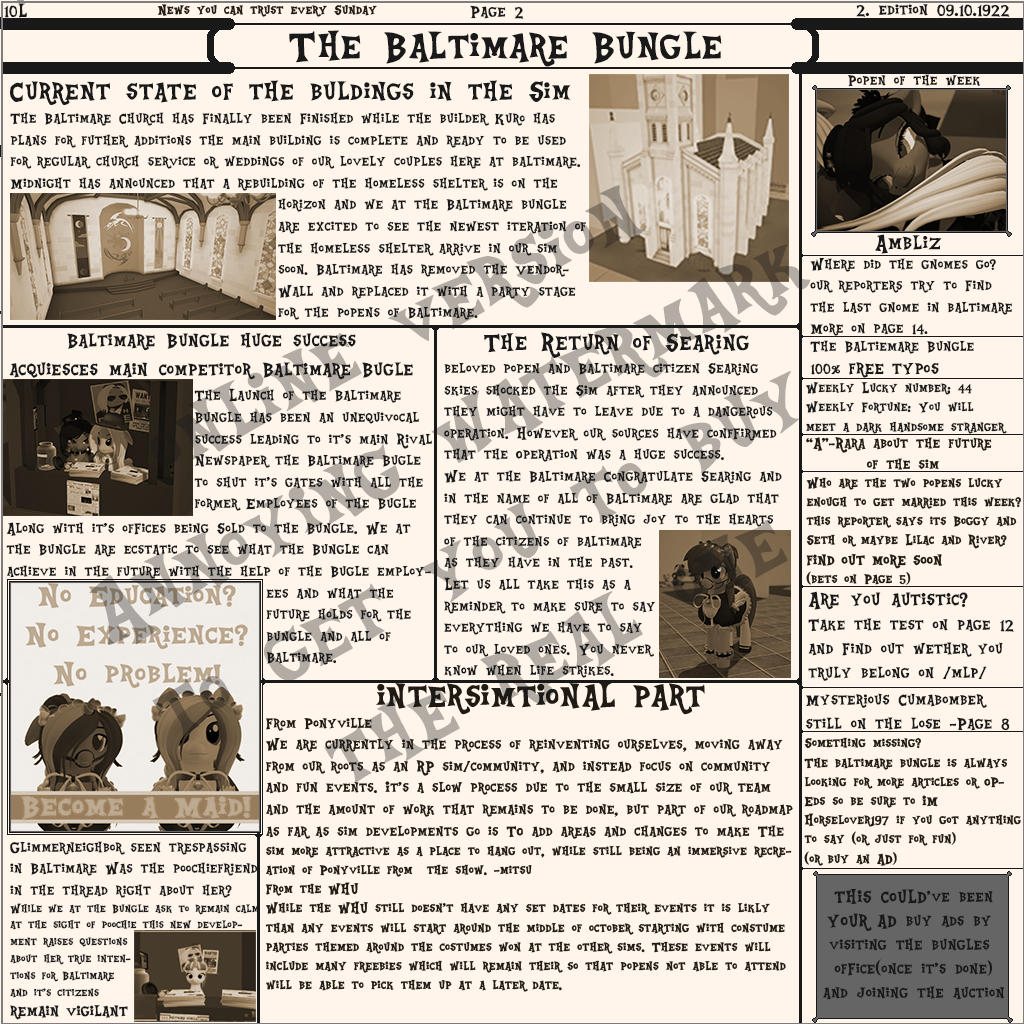 10L
News you can trust every Sunday
Page 2
2. edition 09.10.1922
The Baltimare Bungle
Current state of the buldings in the Sim
The Baltimare Church has finally been finished while the builder Kuro has
plans for futher additions the main building is complete and ready to be used
for regular church service or weddings of our lovely couples here at Baltimare.
Midnight has announced that a rebuilding of the homeless shelter is on the
horizon and we at the Baltimare Bungle
are excited to see the newest iteration of
the homeless shelter arrive in our sim
soon. Baltimare has removed the vendor-
wall and replaced it with a party stage
for the popens of Baltimare.
Baltimare Bungle Huge success
acquiesces main competitor Baltimare Bugle
The Launch of the Baltimare
Bungle has been an unequivocal
success leading to it's main Rival
Newspaper the Baltimare Bugle
to shut it's gates with all the
former Employees of the Bugle
along with it's offices being Sold to the Bungle. We at
the Bungle are ecstatic to see what the Bungle can
achieve in the future with the help of the Bugle employ-
ees and what the
future holds for the
Bungle and all of
Baltimare.
No Education?
No Experience?
No problem!
Become a Maid!
Glimmerneighbor seen trespassing
in Baltimare Was the Poochiefriend
in the thread right about her?
While we at the Bungle ask to remain calm
at the sight of Poochie this new develop-
ment raises questions
about her true inten-
tions for Baltimare
and it's citizens
Remain vigilant
The Return of Searing
beloved popen and Baltimare citizen Searing
Skies shocked the Sim after they announced
they might have to leave due to a dangerous
operation. However our sources have conffirmed
that the operation was a huge success.
We at the Baltimare Congratulate Searing and
in the name of all of Baltimare are glad that
they can continue to bring joy to the hearts
of the citizens of Baltimare
as they have in the past.
Let us all take this as a
reminder to make sure to say
everything we have to say
to our loved ones. You never
know when life strikes.
intersimtional part
From Ponyville
We are currently in the process of reinventing ourselves, moving away
from our roots as an RP sim/community, and instead focus on community
and fun events. it's a slow process due to the small size of our team
and the amount of work that remains to be done, but part of our roadmap
as far as sim developments go is To add areas and changes to make The
sim more attractive as a place to hang out, while still being an immersive recre-
ation of Ponyville from the show. -mitsu
From the WHU
While the WHU still doesn't have any set dates for their events it is likly
than any events will start around the middle of october starting with constume
parties themed around the costumes won at the other sims. These events will
include many freebies which will remain their so that popens not able to attend
will be able to pick them up at a later date.
Popen of the week
Ambliz
Where did the gnomes go?
our reporters try to find
the last gnome in baltimare
more on page 14.
The Baltiemare Bungle
100% free typos
Weekly Lucky number: 44
Weekly Fortune: You will
meet a dark handsome stranger
"A"-Rara about the future
of the sim
Who are the two popens lucky
enough to get married this week?
this reporter says its Boggy and
Seth or maybe Lilac and River?
find out more soon
(bets on Page 5)
Are you autistic?
Take the test on page 12
and find out wether you
truly belong on /mlp/
Mysterious Cumabomber
still on the lose -Page 8
Something missing?
The Baltimare Bungle is always
looking for more articles or op-
eds so be sure to im
Horselover197 if you got anything
to say (or just for fun)
(or buy an ad)
This could've been
your ad buy ads by
visiting the bungles
office(once it's done)
and joining the auction
Online version
Annoying watermark
to get you to buy
the real one